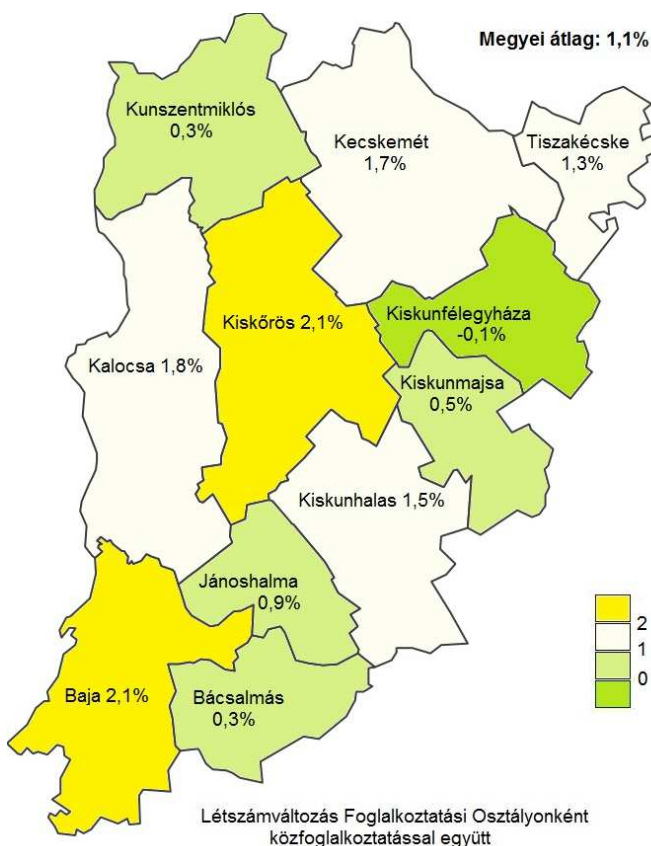 Megyei átlag: 1,1%
Kunszentmiklós
0,3%
Kecskemét
1,7%
Tiszakécske
1,3%
Kiskőrös 2,1%
Kiskunfélegyháza
-0,1%
Kalocsa 1,8%
Kiskunmajsa
0,5%
Kiskunhalas 1,5%
Jánoshalma
0,9%
Baja 2,1%
Bácsalmás
0,3%
2
1
0
Létszámváltozás Foglalkoztatási Osztályonként
közfoglalkoztatással együtt